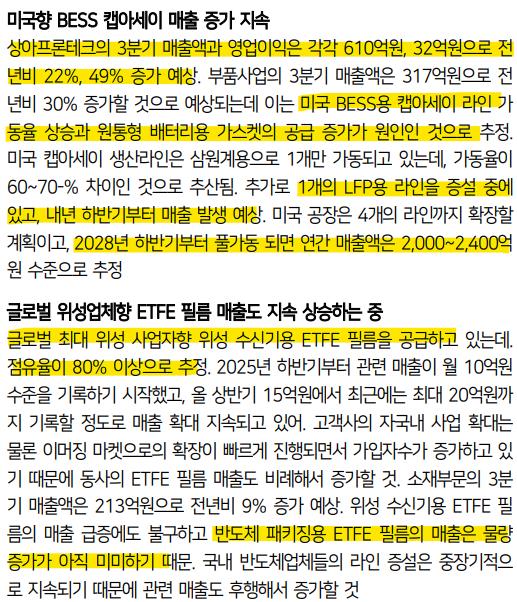 미국향 BESS 캡아세이 매출 증가 지속
상아프론테크의 3분기 매출액과 영업이익은 각각 610억원, 32억원으로 전
년비 22%, 49% 증가 예상. 부품사업의 3분기 매출액은 317억원으로 전
년비 30% 증가할 것으로 예상되는데 이는 미국 BESS용 캡아세이 라인 가
동율 상승과 원통형 배터리용 가스켓의 공급 증가가 원인인 것으로 추정.
미국 캡아세이 생산라인은 삼원계용으로 1개만 가동되고 있는데, 가동율이
60~70-% 차이인 것으로 추산됨. 추가로 1개의 LFP용 라인을 증설 중에
있고, 내년 하반기부터 매출 발생 예상. 미국 공장은 4개의 라인까지 확장할
계획이고, 2028년 하반기부터 풀가동 되면 연간 매출액은 2,000~2,400억
원 수준으로 추정
글로벌 위성업체향 ETFE 필름 매출도 지속 상승하는 중
글로벌 최대 위성 사업자향 위성 수신기용 ETFE 필름을 공급하고 있는데.
점유율이 80% 이상으로 추정. 2025년 하반기부터 관련 매출이 월 10억원
수준을 기록하기 시작했고, 올 상반기 15억원에서 최근에는 최대 20억원까
지 기록할 정도로 매출 확대 지속되고 있어. 고객사의 자국내 사업 확대는
물론 이머징 마켓으로의 확장이 빠르게 진행되면서 가입자수가 증가하고 있
기 때문에 동사의 ETFE 필름 매출도 비례해서 증가할 것. 소재부문의 3분
기 매출액은 213억원으로 전년비 9% 증가 예상. 위성 수신기용 ETFE 필
름의 매출 급증에도 불구하고 반도체 패키징용 ETFE 필름의 매출은 물량
증가가 아직 미미하기 때문. 국내 반도체업체들의 라인 증설은 중장기적으
로 지속되기 때문에 관련 매출도 후행해서 증가할 것